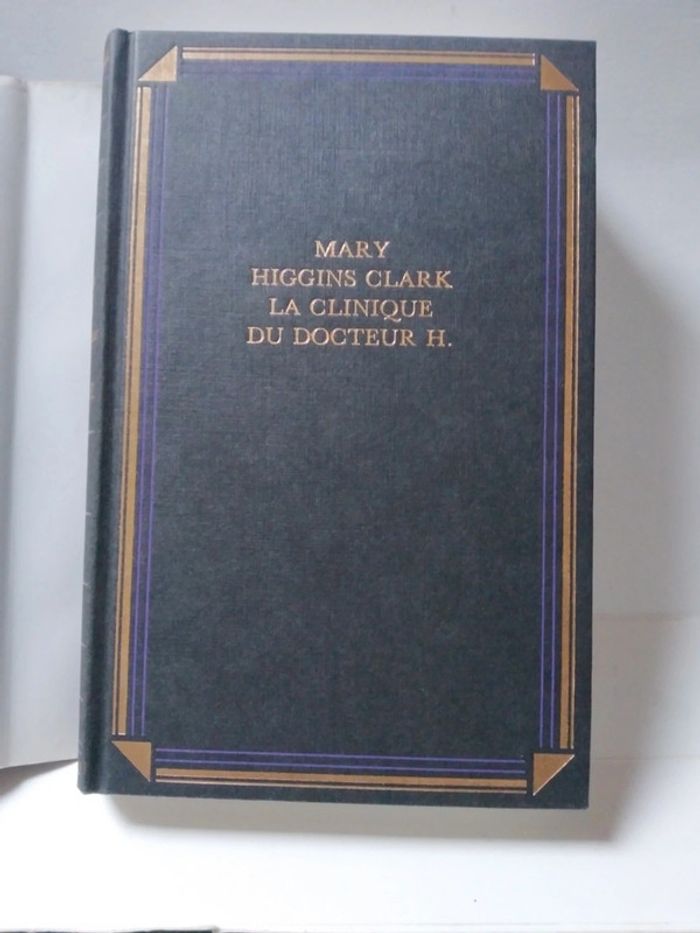 MARY
HIGGINS CLARK
LA CLINIQUE
DU DOCTEUR H.